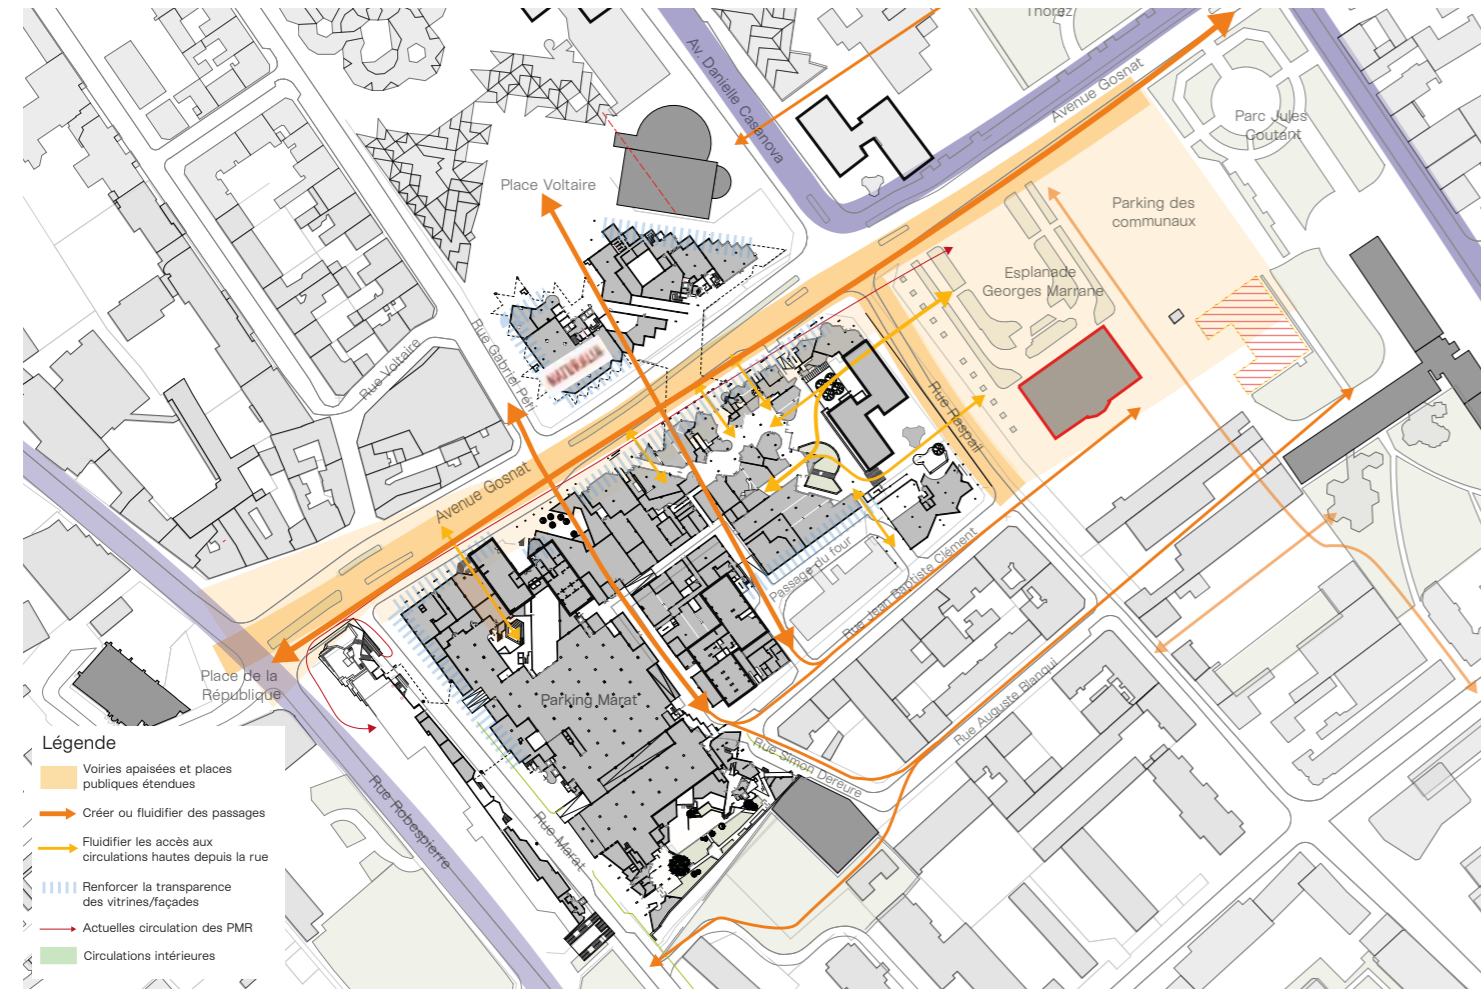 Thorez
Av. Danielle Casanova
Avenue Gosnat
Parc Jules
Coutant
Place Voltaire
Parking des
communaux
Esplanade
Georges Marrane
Rue Gabriel Péri
Rue Voltaire
Rue Raspail
Avenue Gosnat
Passage du four
Rue Jean Baptiste Clément
Place de la
République
Parking Marat
Rue Auguste Blanqui
Rue Simon Dereure
Rue Robespierre
Rue Marat
Légende
Voiries apaisées et places
publiques étendues
Créer ou fluidifier des passages
Fluidifier les accès aux
circulations hautes depuis la rue
Renforcer la transparence
des vitrines/façades
Actuelles circulation des PMR
Circulations intérieures